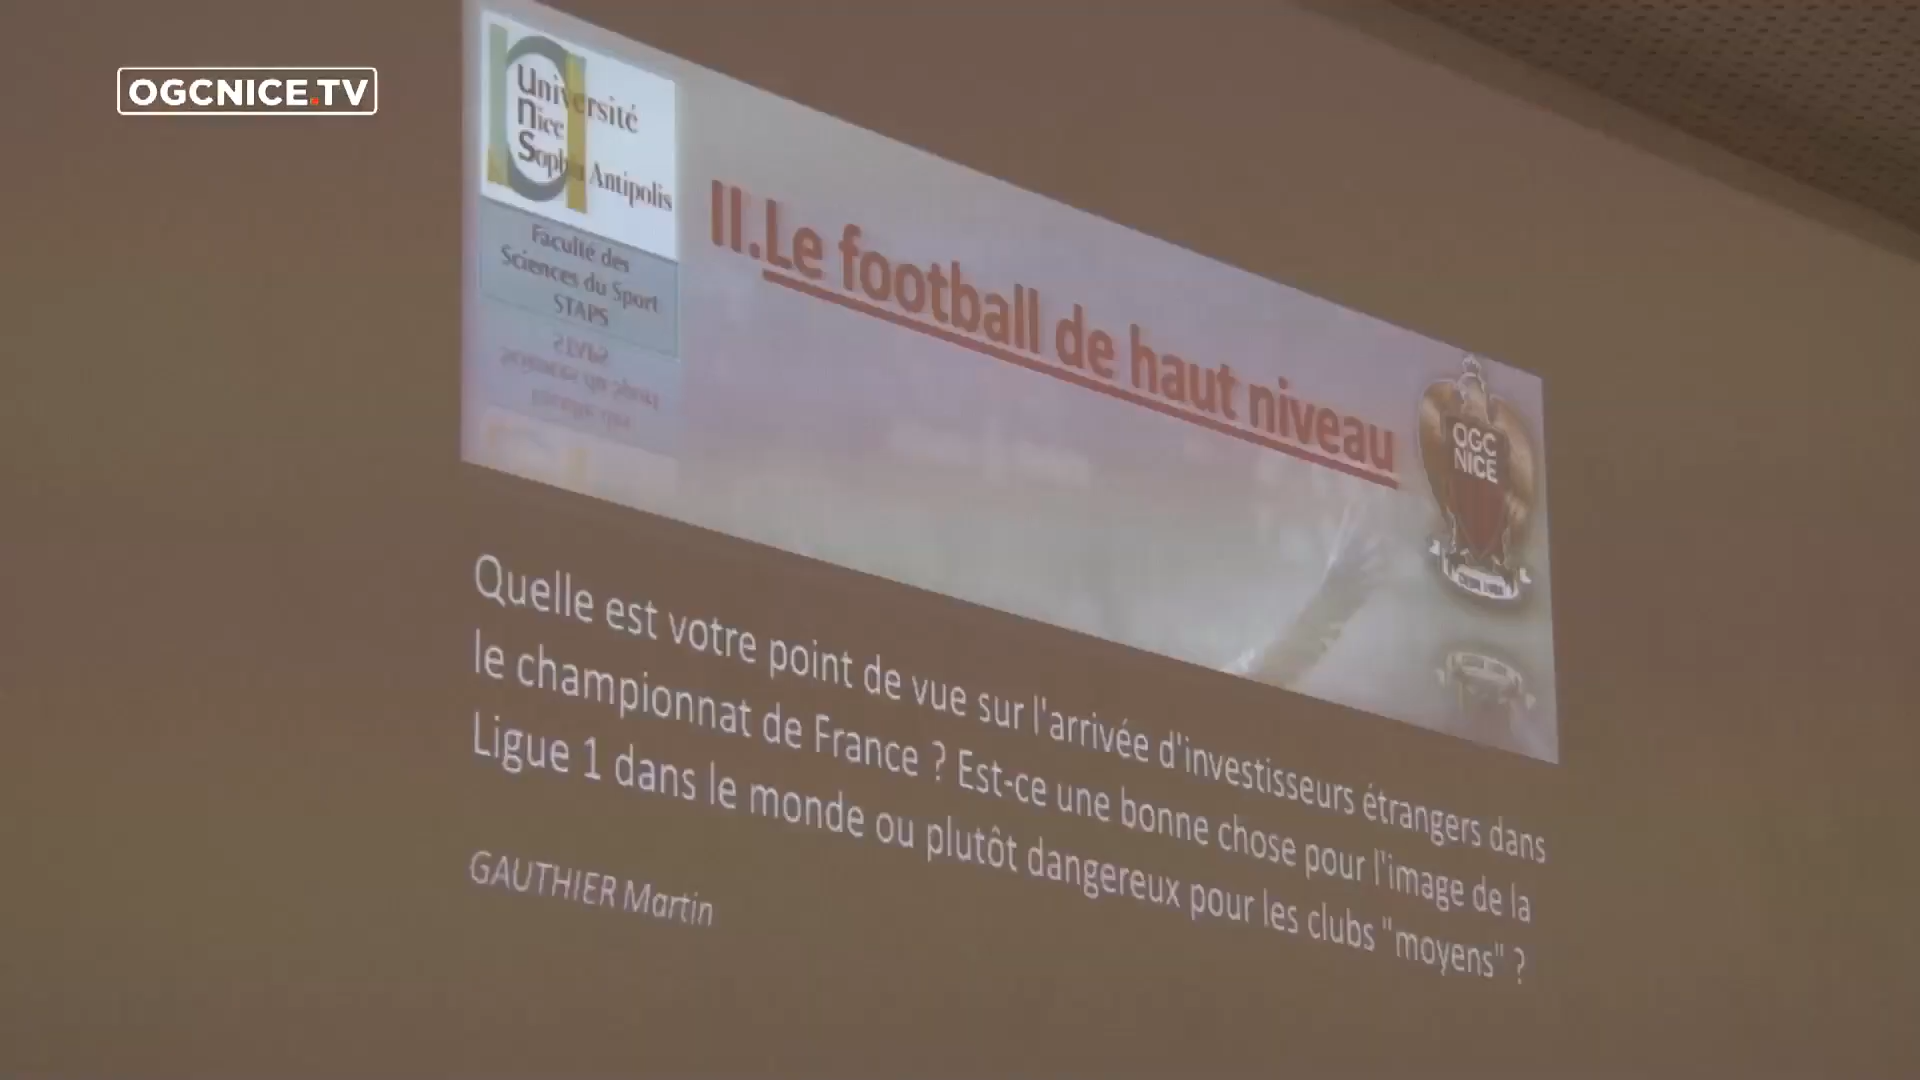 OGCNICE.TV
Université
Nice
Sophia Antipolis
Faculté des
Sciences du Sport
STAPS
II.Le football de haut niveau
OGC
NICE
Quelle est votre point de vue sur l'arrivée d'investisseurs étrangers dans
le championnat de France ? Est-ce une bonne chose pour l'image de la
Ligue 1 dans le monde ou plutôt dangereux pour les clubs "moyens" ?
GAUTHIER Martin